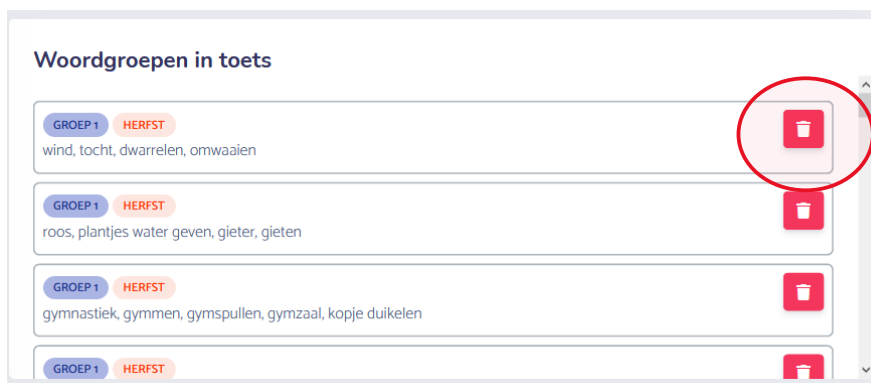 Woordgroepen in toets
GROEP 1 HERFST
wind, tocht, dwarrelen, omwaaien
GROEP 1 HERFST
roos, plantjes water geven, gieter, gieten
GROEP 1 HERFST
gymnastiek, gymmen, gymspullen, gymzaal, kopje duikelen
GROEP 1 HERFST